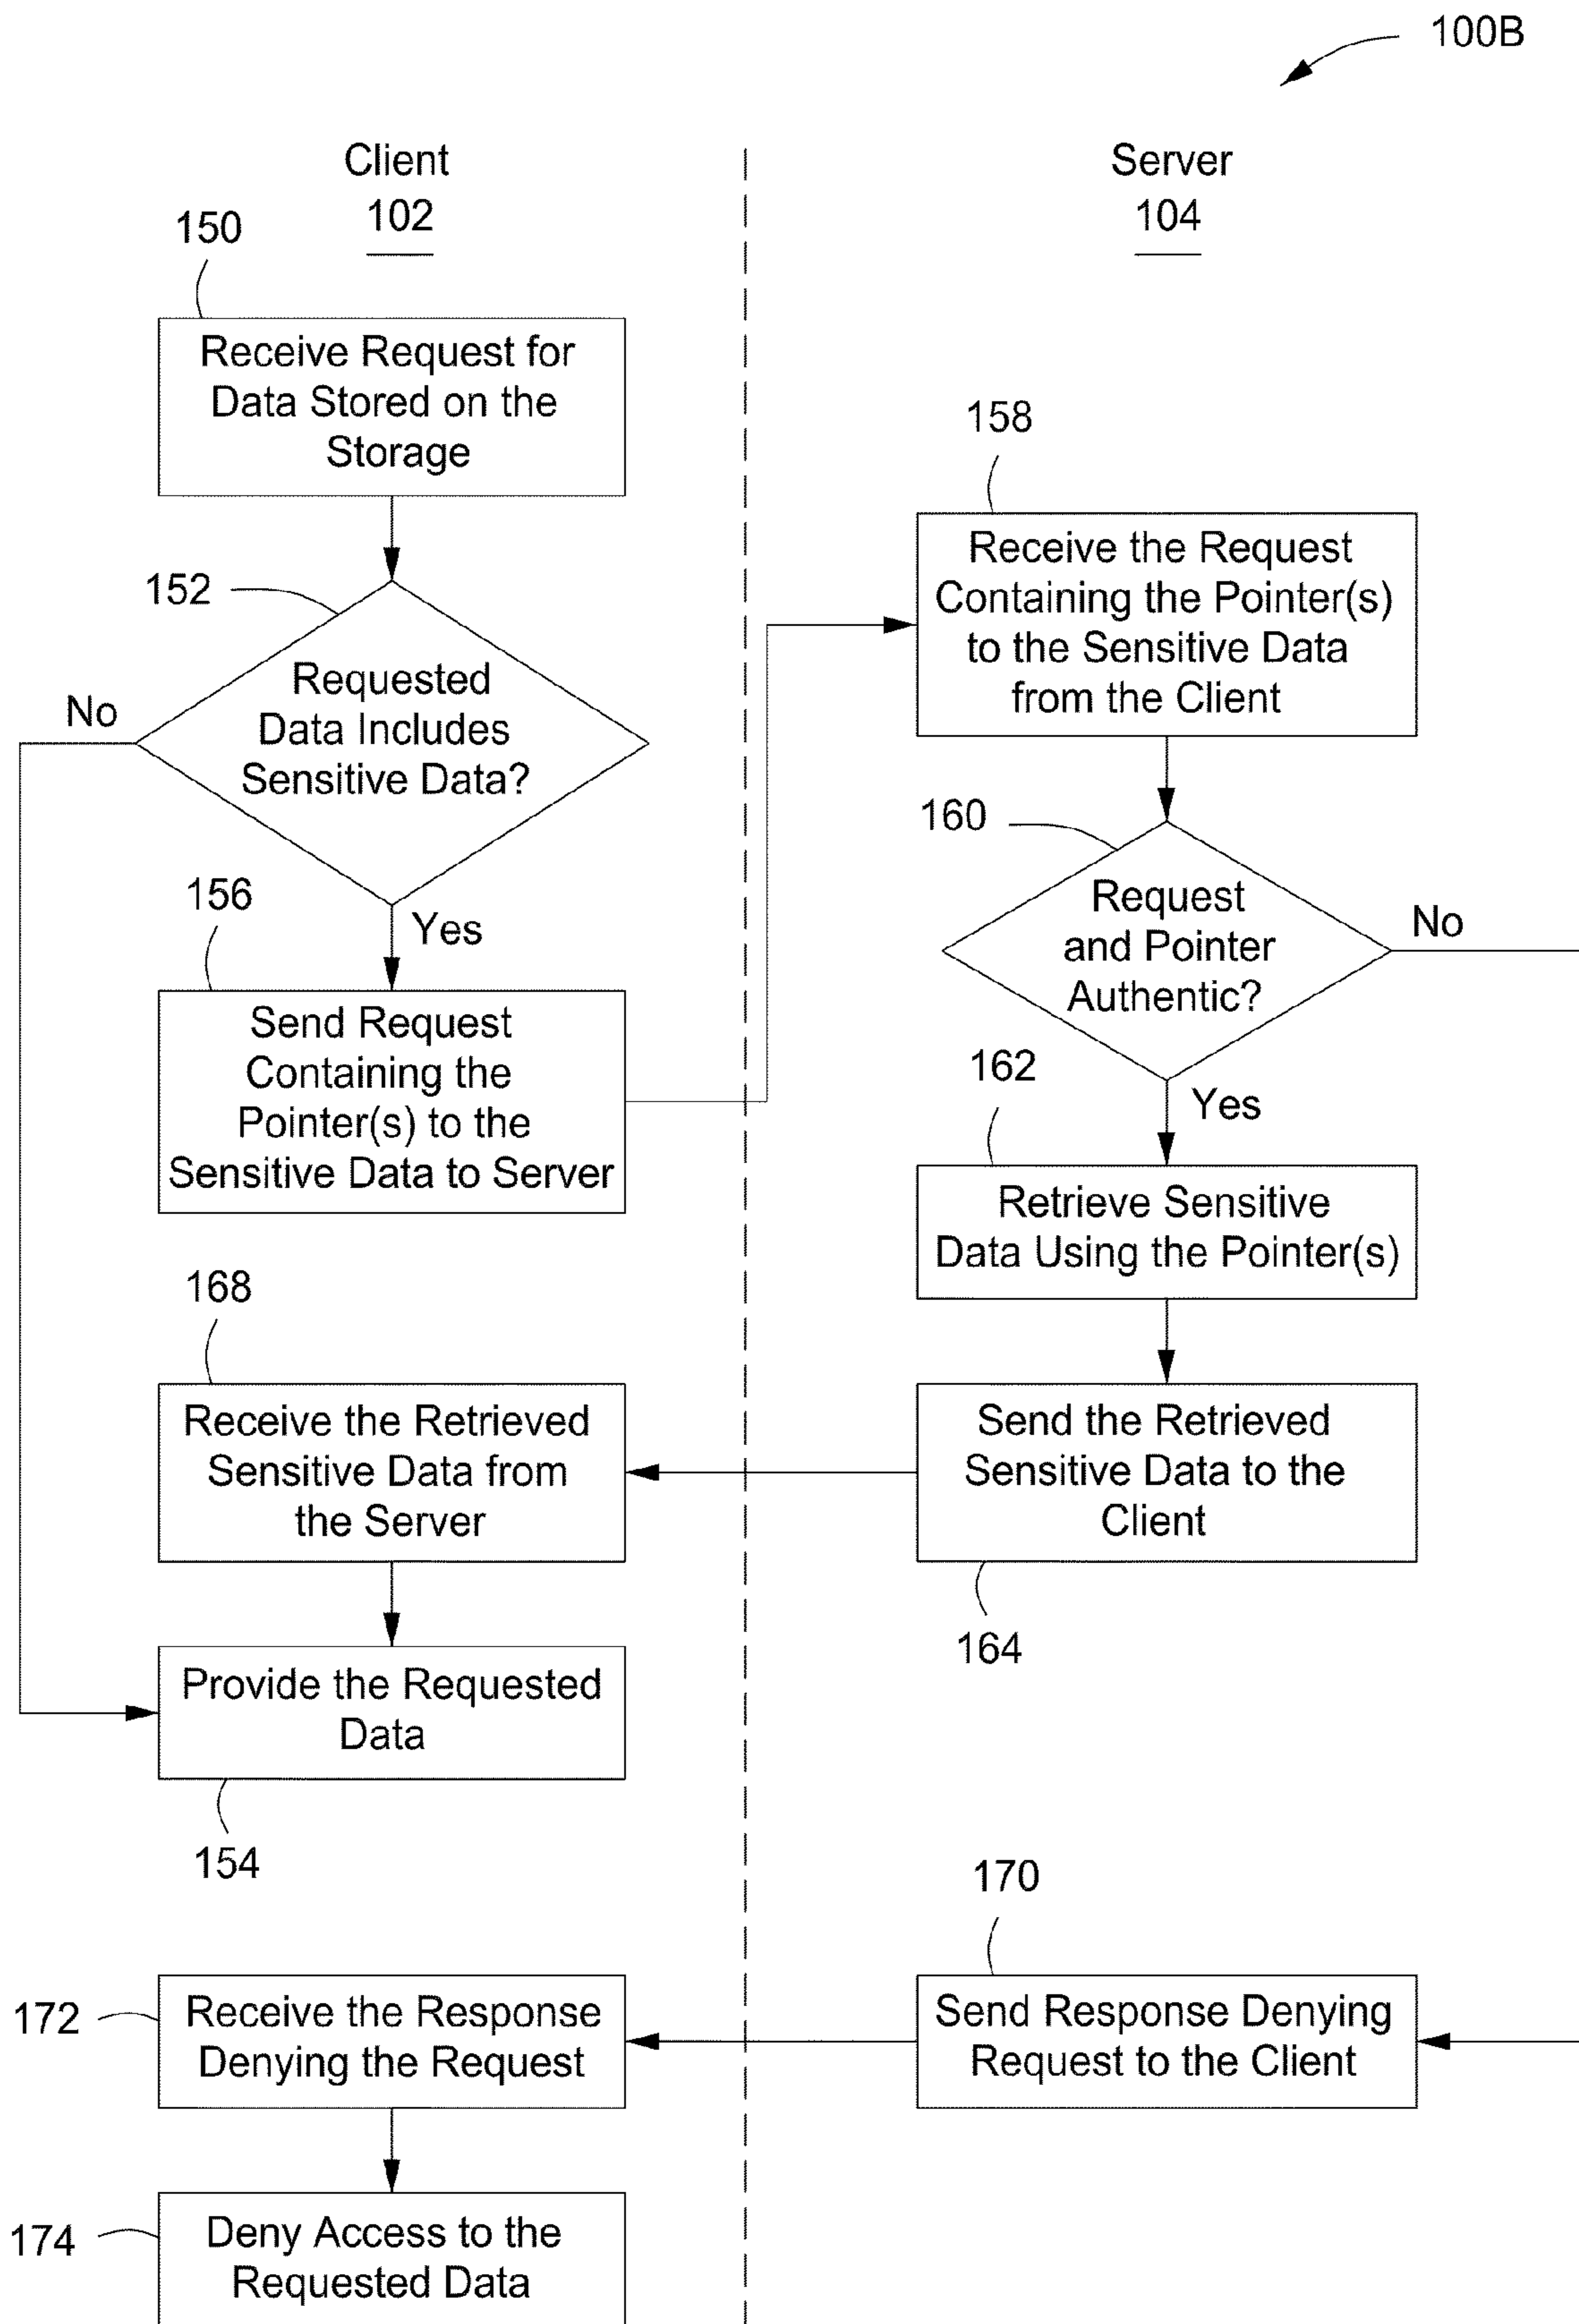 100B
Client
102
Server
104
150
Receive Request for
Data Stored on the
Storage
152
Requested
Data Includes
Sensitive Data?
No
Yes
156
Send Request
Containing the
Pointer(s) to the
Sensitive Data to Server
158
Receive the Request
Containing the Pointer(s)
to the Sensitive Data
from the Client
160
Request
and Pointer
Authentic?
No
Yes
162
Retrieve Sensitive
Data Using the Pointer(s)
Send the Retrieved
Sensitive Data to the
Client
164
168
Receive the Retrieved
Sensitive Data from
the Server
Provide the Requested
Data
154
170
Send Response Denying
Request to the Client
172
Receive the Response
Denying the Request
174
Deny Access to the
Requested Data